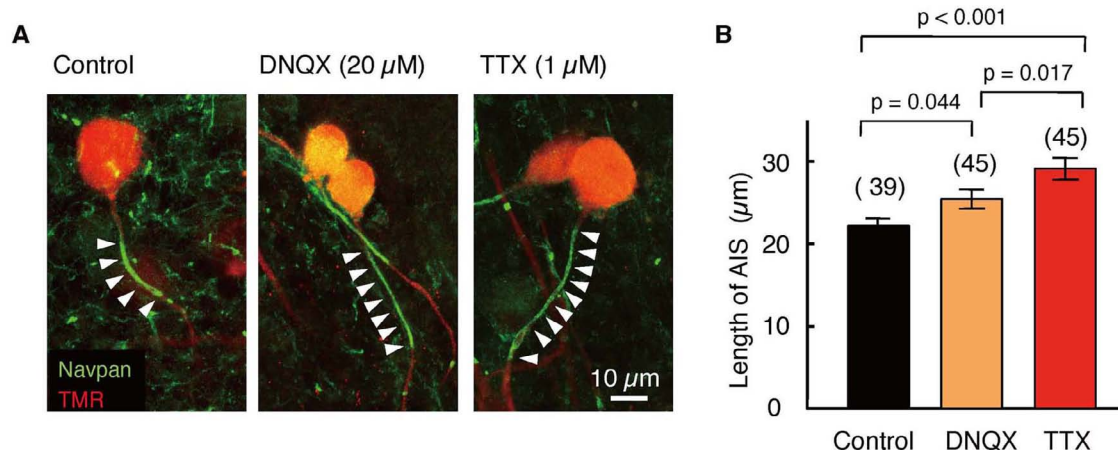 A
Control
DNQX (20 µM)
TTX (1 µM)
Navpan
TMR
10 µm
B
p < 0.001
p = 0.017
p = 0.044
(45)
(45)
( 39)
Length of AIS (µm)
30
20
10
0
Control
DNQX
TTX